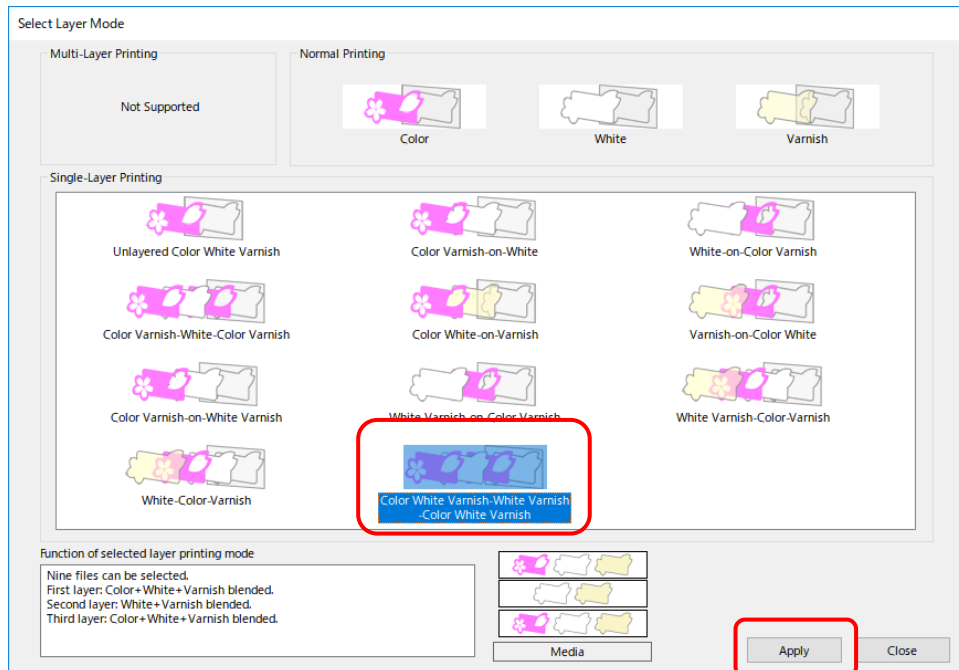 Select Layer Mode
Multi-Layer Printing
Not Supported
Normal Printing
Color
White
Varnish
Single-Layer Printing
Unlayered Color White Varnish
Color Varnish-on-White
White-on-Color Varnish
Color Varnish-White-Color Varnish
Color White-on-Varnish
Varnish-on-Color White
Color Varnish-on-White Varnish
White Varnish-on-Color Varnish
White Varnish-Color-Varnish
White-Color-Varnish
Color White Varnish-White Varnish
-Color White Varnish
Function of selected layer printing mode
Nine files can be selected.
First layer: Color+White+Varnish blended.
Second layer: White+Varnish blended.
Third layer: Color+White+Varnish blended.
Media
Apply
Close